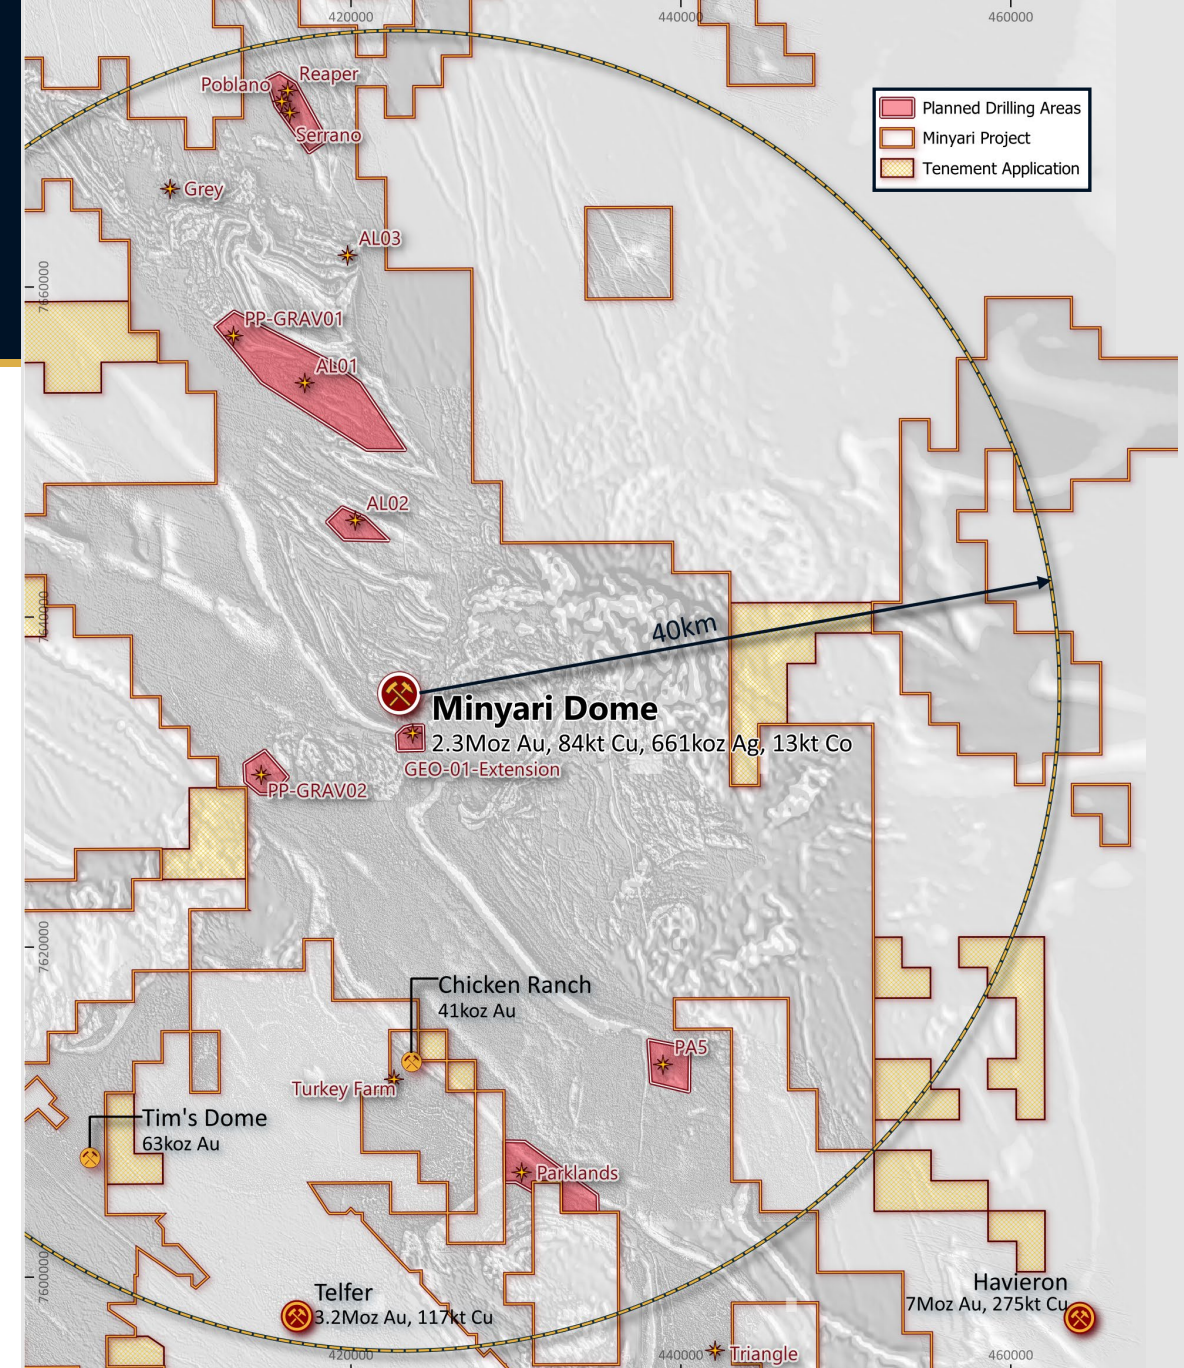 420000
440000
460000
Reaper
Poblano
Serrano
Planned Drilling Areas
Minyari Project
Tenement Application
Grey
AL03
7660000
PP-GRAV01
AL01
AL02
7640000
40km
Minyari Dome
2.3Moz Au, 84kt Cu, 661koz Ag, 13kt Co
GEO-01-Extension
PP-GRAV02
7620000
Chicken Ranch
41koz Au
PA5
Turkey Farm
Tim's Dome
63koz Au
Parklands
7600000
Telfer
3.2Moz Au, 117kt Cu
Havieron
7Moz Au, 275kt Cu
Triangle
420000
440000
460000